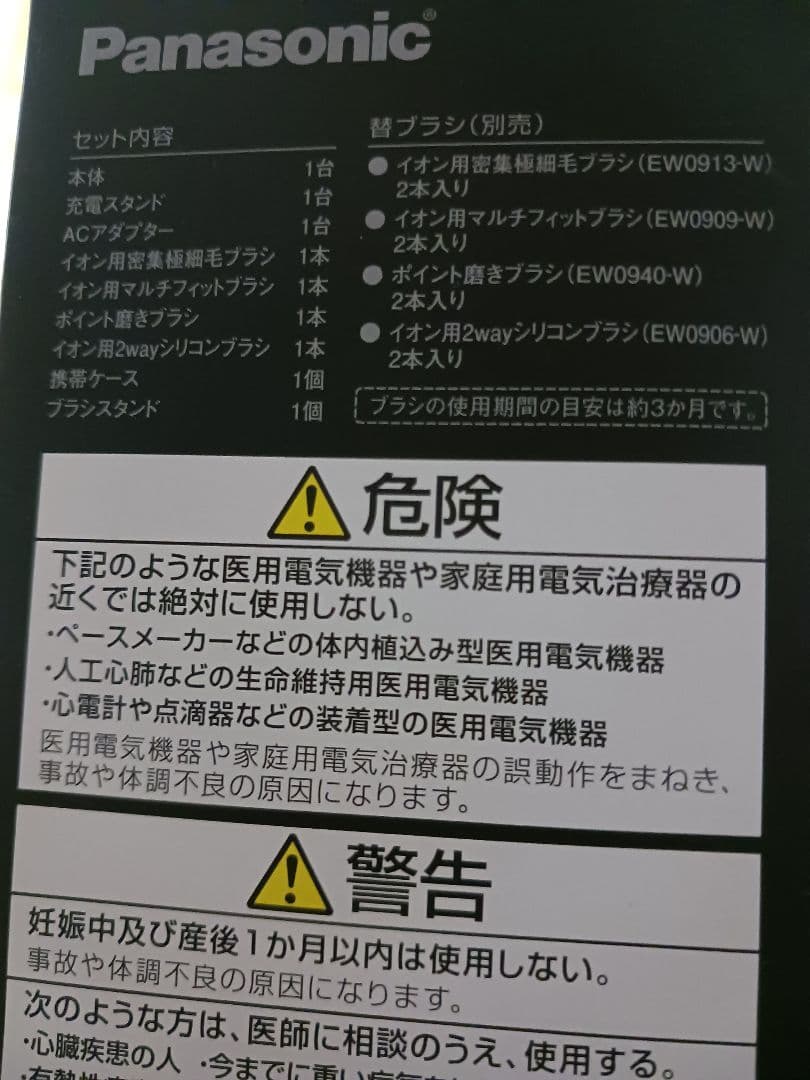 Panasonic®
セット内容
本体 1台
充電スタンド 1台
ACアダプター 1台
イオン用密集極細毛ブラシ 1本
イオン用マルチフィットブラシ 1本
ポイント磨きブラシ 1本
イオン用2wayシリコンブラシ 1本
携帯ケース 1個
ブラシスタンド 1個
替ブラシ(別売)
●イオン用密集極細毛ブラシ(EW0913-W)
2本入り
●イオン用マルチフィットブラシ(EW0909-W)
2本入り
●ポイント磨きブラシ(EW0940-W)
2本入り
●イオン用2wayシリコンブラシ(EW0906-W)
2本入り
ブラシの使用期間の目安は約3か月です。
危険
下記のような医用電気機器や家庭用電気治療器の
近くでは絶対に使用しない。
・ペースメーカーなどの体内植込み型医用電気機器
・人工心肺などの生命維持用医用電気機器
・心電計や点滴器などの装着型の医用電気機器
医用電気機器や家庭用電気治療器の誤動作をまねき、
事故や体調不良の原因になります。
警告
妊娠中及び産後1か月以内は使用しない。
事故や体調不良の原因になります。
次のような方は、医師に相談のうえ、使用する。
・心臓疾患の人 ・今までに重い病気を
・有熱性